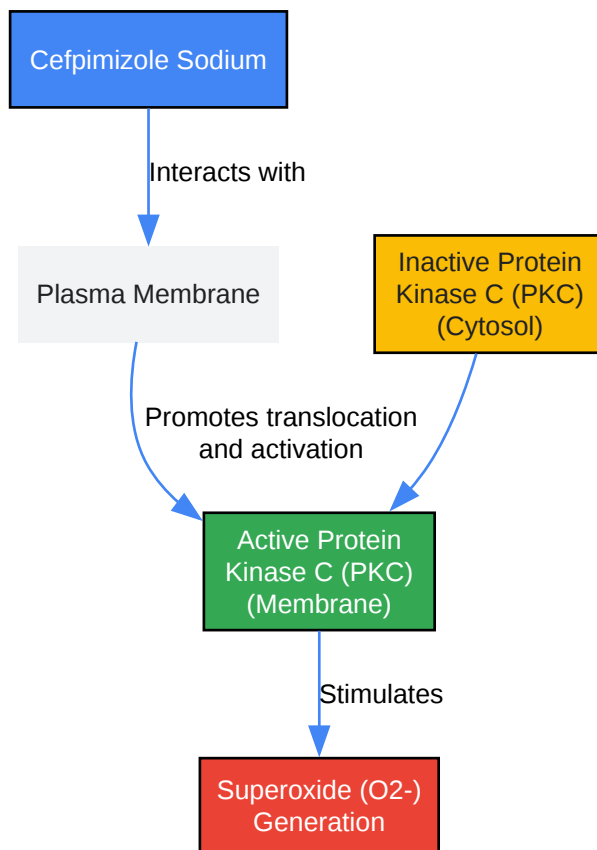 Cefpimizole Sodium
Interacts with
Plasma Membrane
Inactive Protein
Kinase C (PKC)
(Cytosol)
Promotes translocation
and activation
Active Protein
Kinase C (PKC)
(Membrane)
Stimulates
Superoxide (O2-)
Generation